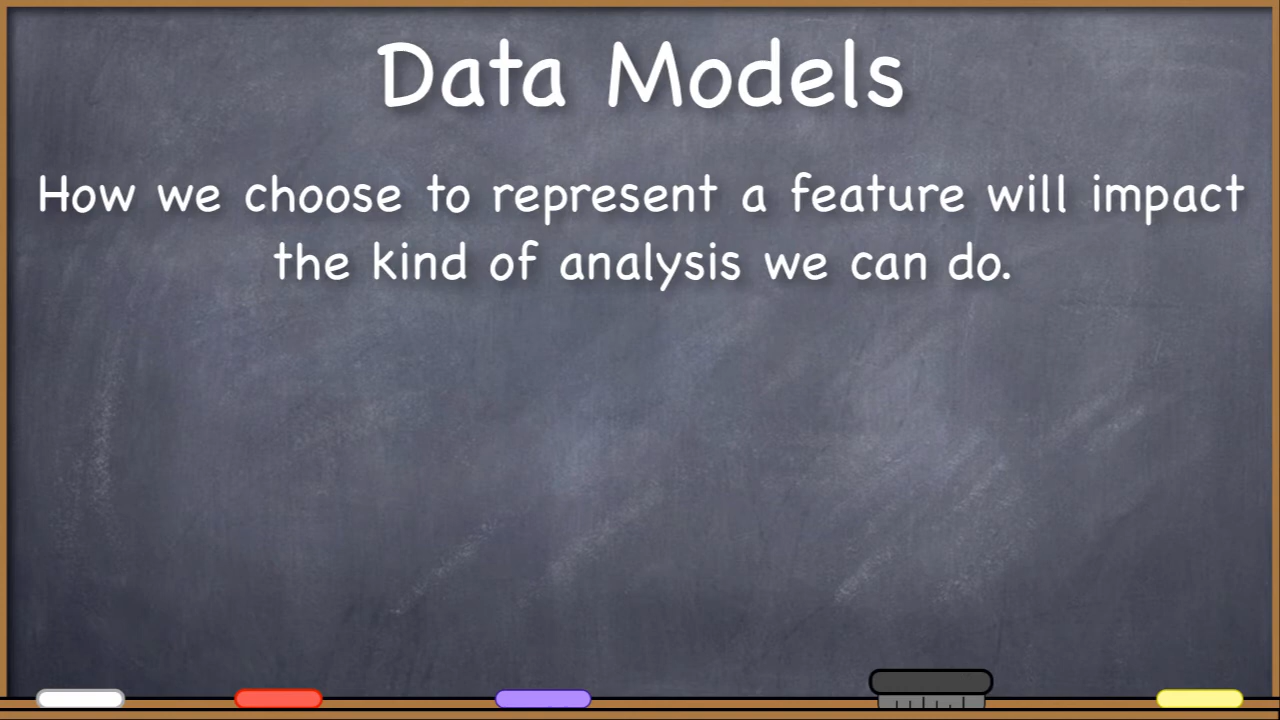 Data Models
How we choose to represent a feature will impact
the kind of analysis we can do.